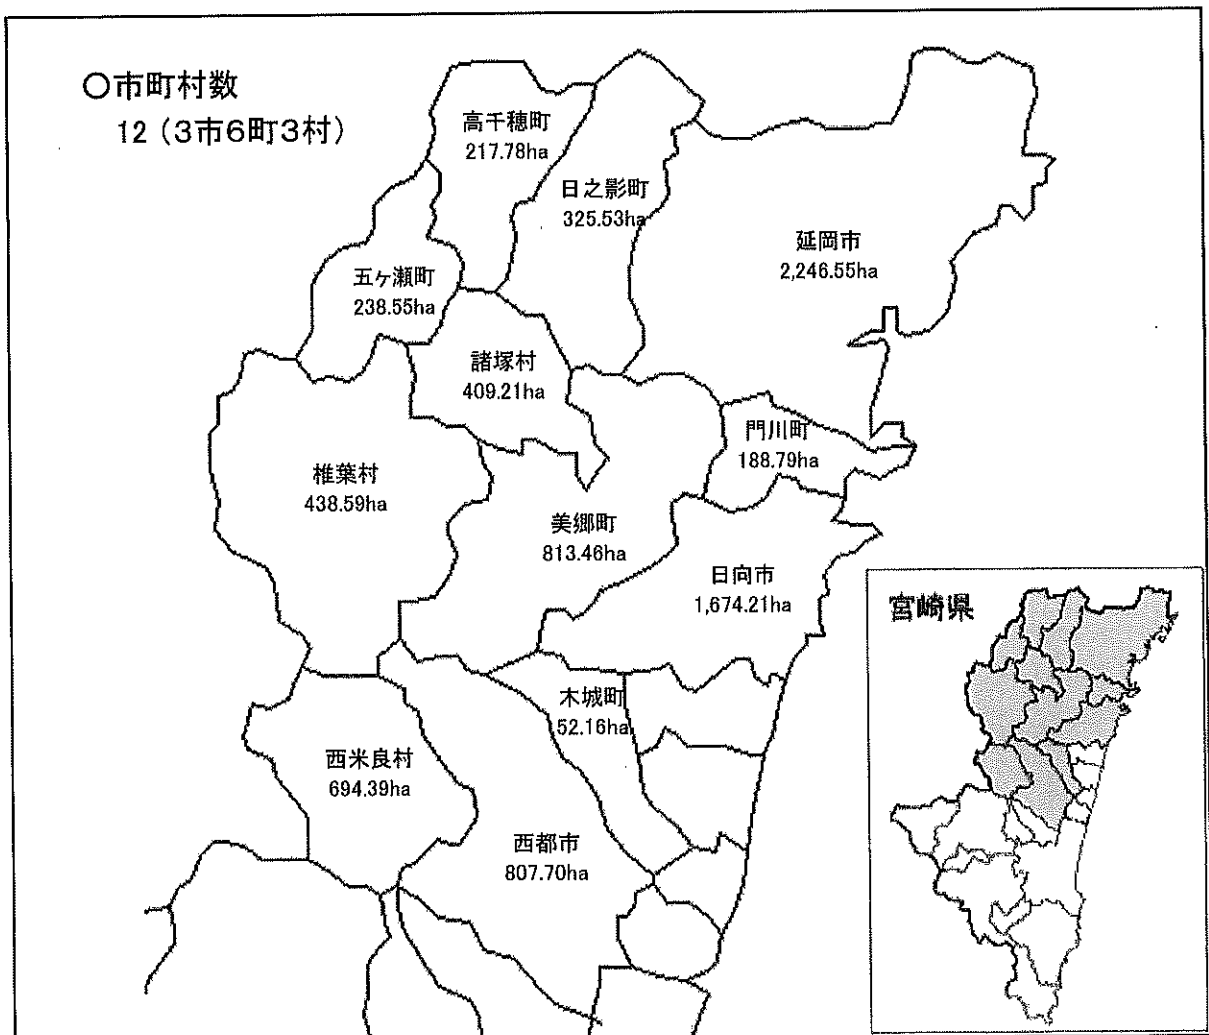 ○市町村数
12（3市6町3村）
高千穂町
217.78ha
日之影町
325.53ha
延岡市
2,246.55ha
五ヶ瀬町
238.55ha
諸塚村
409.21ha
門川町
188.79ha
椎葉村
438.59ha
美郷町
813.46ha
日向市
1,674.21ha
宮崎県
木城町
52.16ha
西米良村
694.39ha
西都市
807.70ha